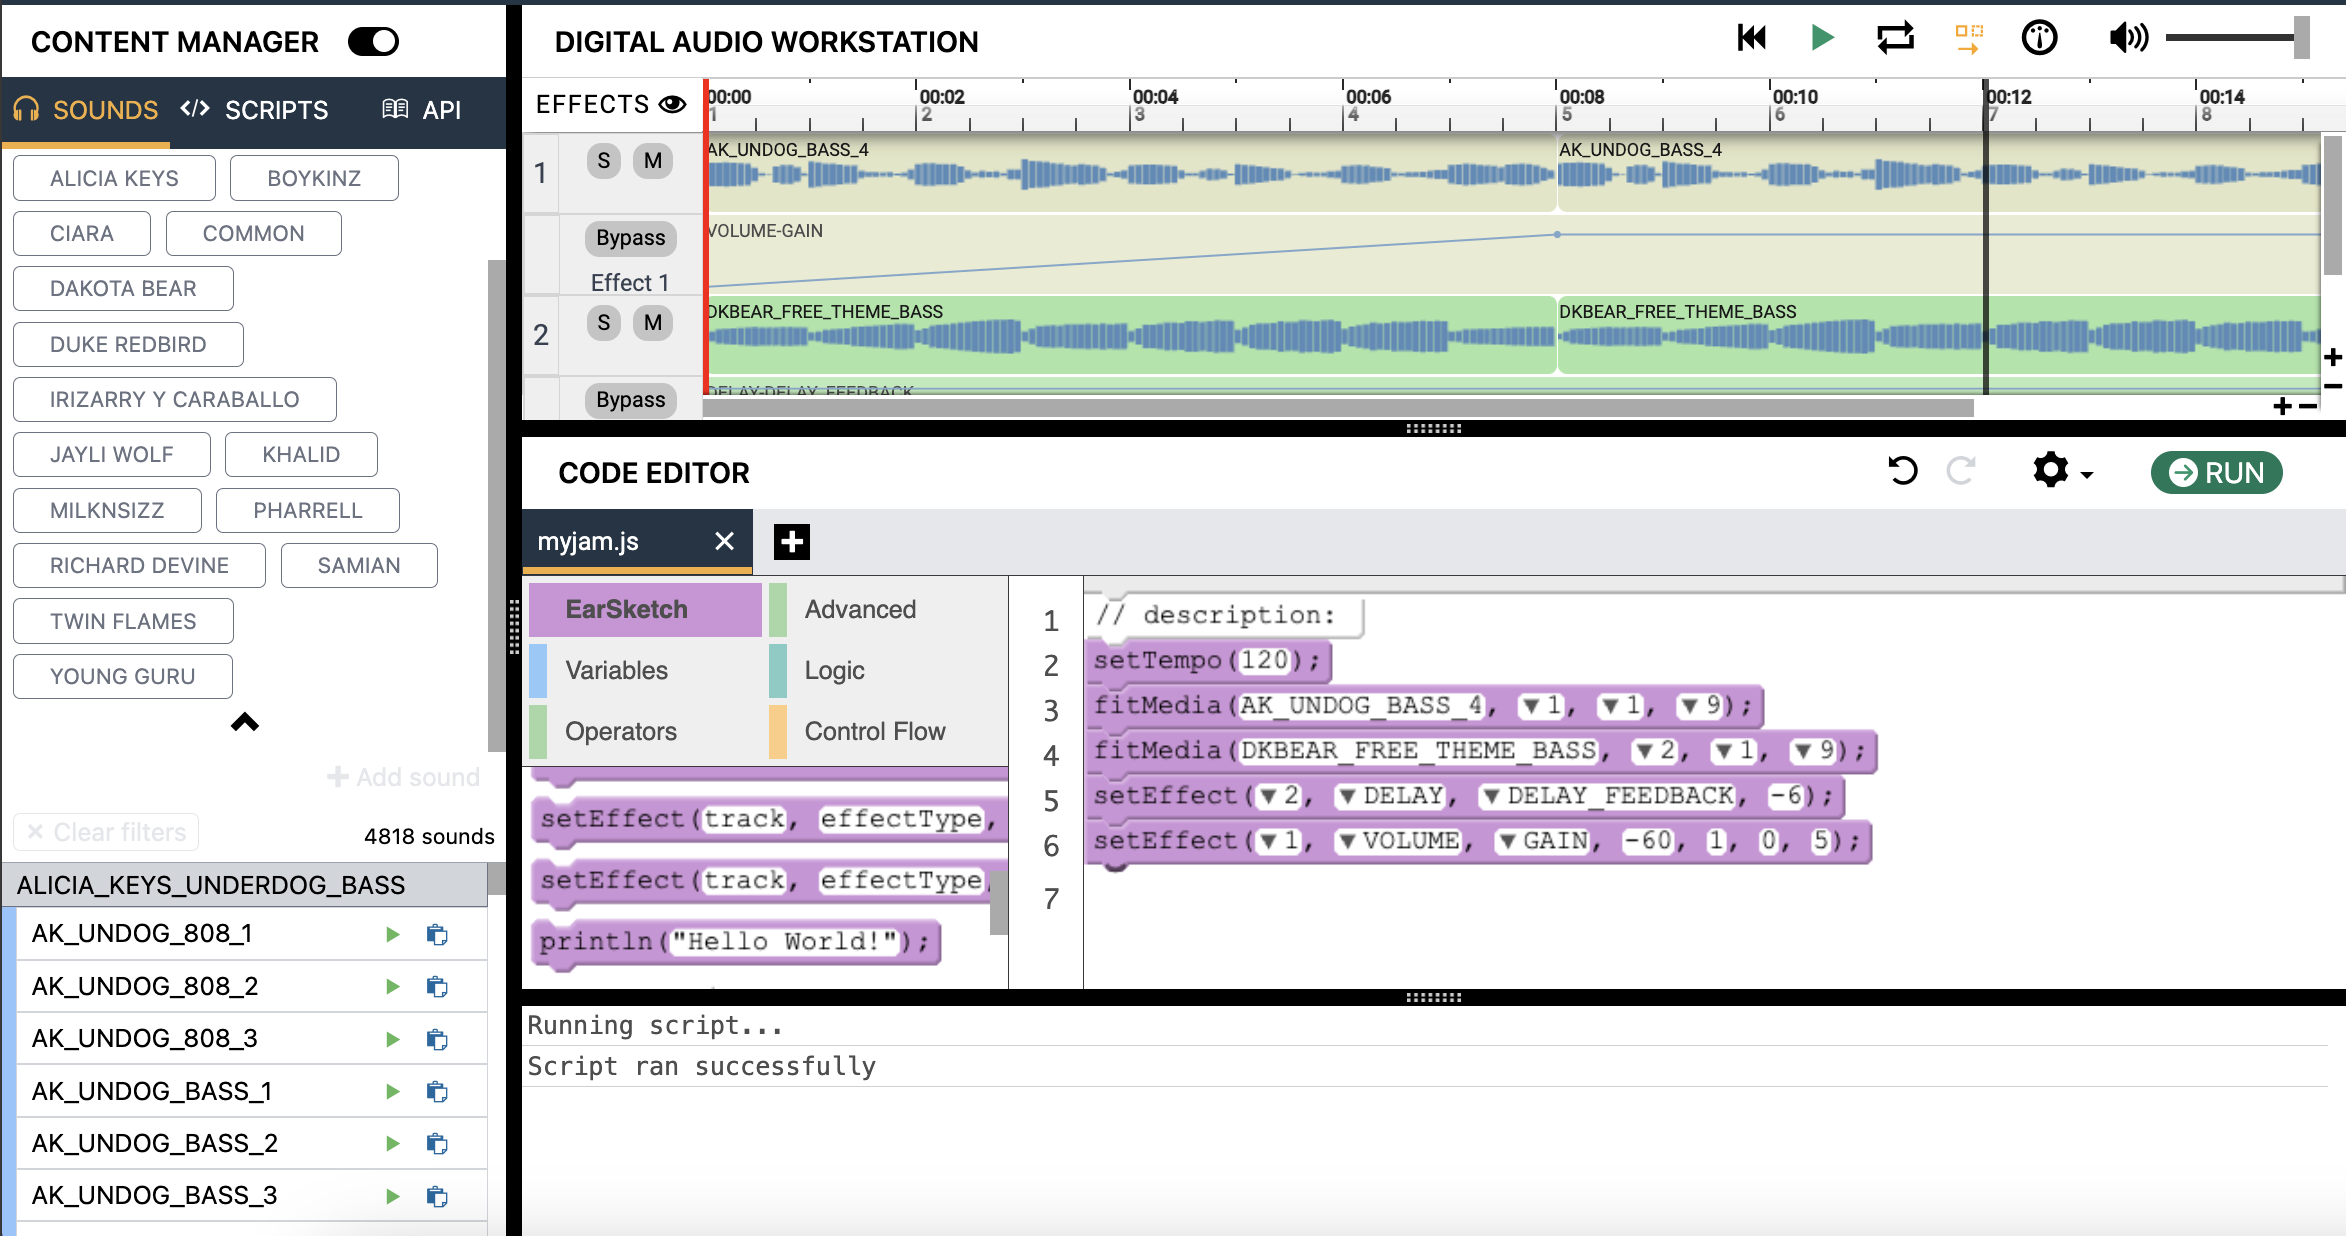 CONTENT MANAGER
SOUNDS
SCRIPTS
API
ALICIA KEYS
BOYKINZ
CIARA
COMMON
DAKOTA BEAR
DUKE REDBIRD
IRIZARRY Y CARABALLO
JAYLI WOLF
KHALID
MILKNSIZZ
PHARRELL
RICHARD DEVINE
SAMIAN
TWIN FLAMES
YOUNG GURU
+ Add sound
× Clear filters
4818 sounds
ALICIA_KEYS_UNDERDOG_BASS
AK_UNDOG_808_1
AK_UNDOG_808_2
AK_UNDOG_808_3
AK_UNDOG_BASS_1
AK_UNDOG_BASS_2
AK_UNDOG_BASS_3
DIGITAL AUDIO WORKSTATION
EFFECTS
00:00 00:02 00:04 00:06 00:08 00:10 00:12 00:14
1 2 3 4 5 6 7 8
1 S M
AK_UNDOG_BASS_4
AK_UNDOG_BASS_4
Bypass
Effect 1
VOLUME-GAIN
2 S M
DKBEAR_FREE_THEME_BASS
DKBEAR_FREE_THEME_BASS
Bypass
DELAY-DELAY_FEEDBACK
CODE EDITOR
RUN
myjam.js
EarSketch
Advanced
Variables
Logic
Operators
Control Flow
setEffect(track, effectType,
setEffect(track, effectType,
println("Hello World!");
1 // description:
2 setTempo(120);
3 fitMedia(AK_UNDOG_BASS_4, ▼1, ▼1, ▼9);
4 fitMedia(DKBEAR_FREE_THEME_BASS, ▼2, ▼1, ▼9);
5 setEffect(▼2, ▼DELAY, ▼DELAY_FEEDBACK, -6);
6 setEffect(▼1, ▼VOLUME, ▼GAIN, -60, 1, 0, 5);
7
Running script...
Script ran successfully